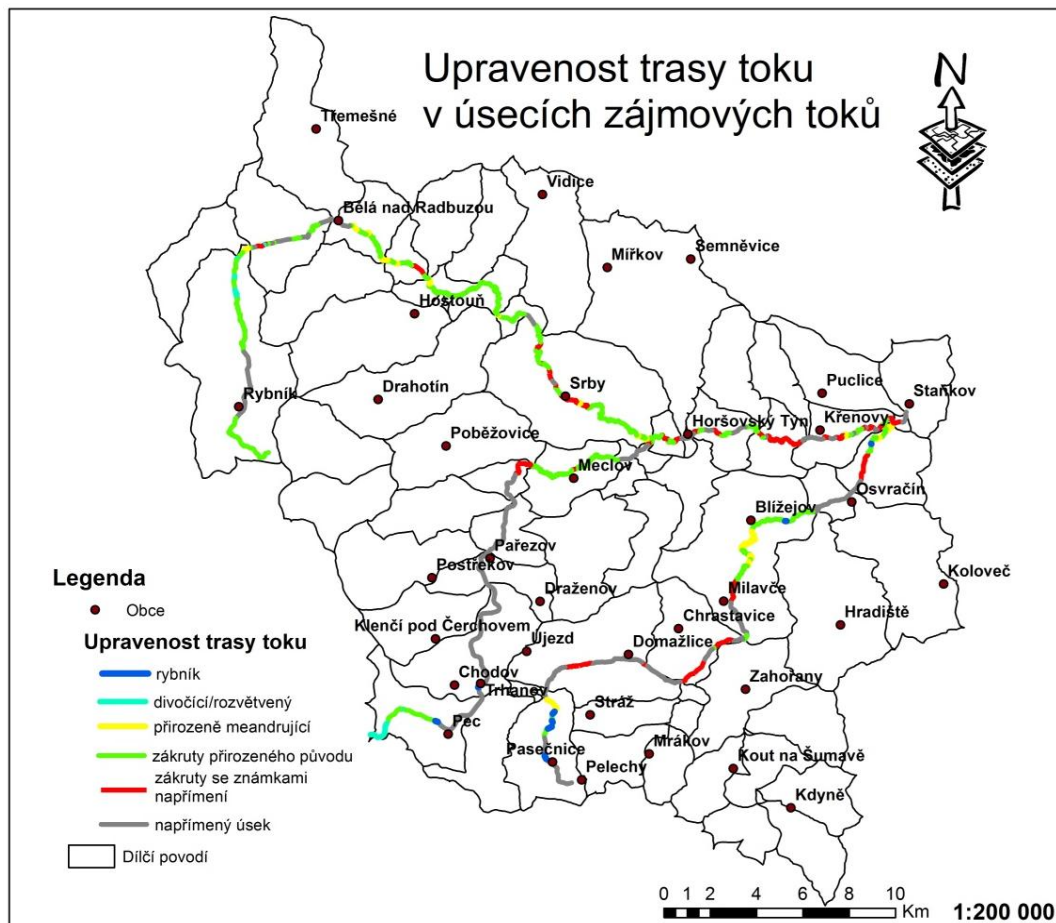 Upravenost trasy toku
v úsecích zájmových toků
N
Třemešné
Vidice
Bělá nad Radbuzou
Mířkov
Semněvice
Hostouň
Rybník
Drahotín
Srby
Puclice
Staňkov
Horšovský Týn
Křenovy
Poběžovice
Meclov
Osvračín
Blížejov
Pařezov
Postřekov
Koloveč
Draženov
Milavče
Chrastavice
Hradiště
Klenčí pod Čerchovem
Újezd
Domažlice
Chodov
Trhanov
Zahořany
Stráž
Pec
Mrákov
Pasečnice
Kout na Šumavě
Pelechy
Kdyně
Legenda
Obce
Upravenost trasy toku
rybník
divočící/rozvětvený
přirozeně meandrující
zákruty přirozeného původu
zákruty se známkami
napřímení
napřímený úsek
Dílčí povodí
0 1 2 4 6 8 10
Km
1:200 000